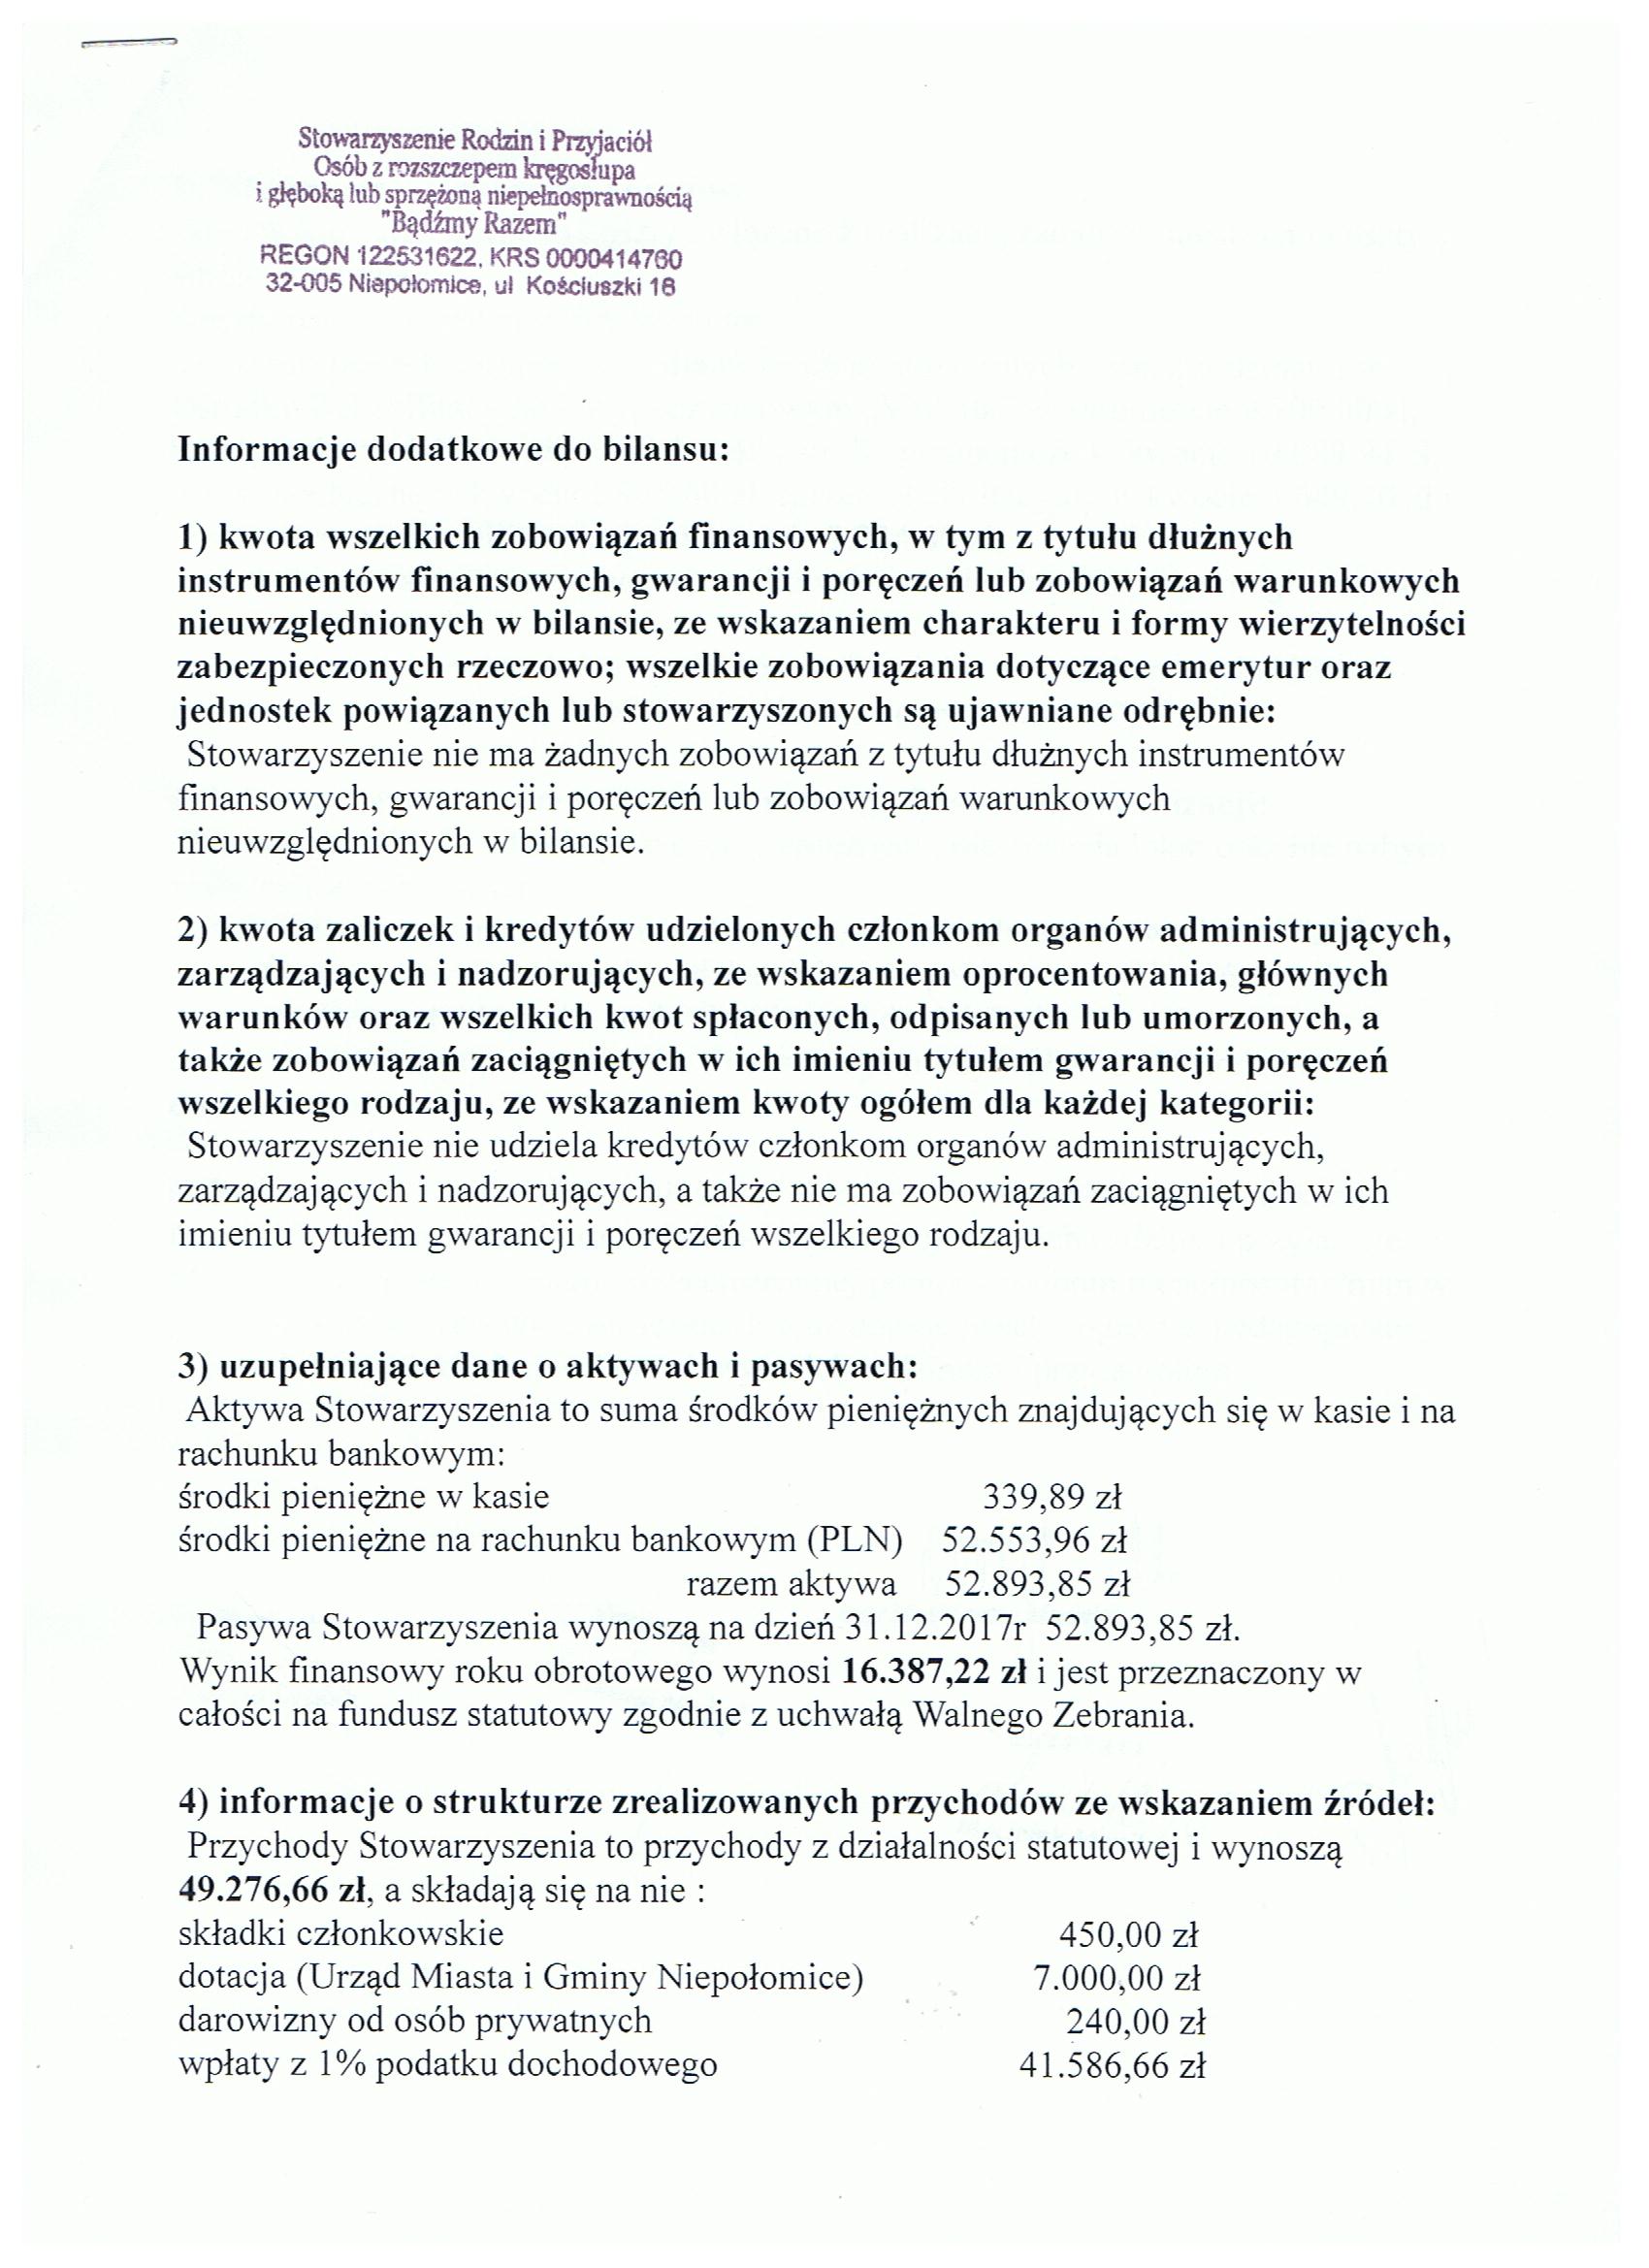 Stowarzyszenie Rodzin i Przyjaciół
Osób z rozszczepem kręgosłupa
i głęboką lub sprzężoną niepełnosprawnością
"Bądźmy Razem"
REGON 122531622, KRS 0000414760
32-005 Niepołomice, ul Kościuszki 16
Informacje dodatkowe do bilansu:
1) kwota wszelkich zobowiązań finansowych, w tym z tytułu dłużnych
instrumentów finansowych, gwarancji i poręczeń lub zobowiązań warunkowych
nieuwzględnionych w bilansie, ze wskazaniem charakteru i formy wierzytelności
zabezpieczonych rzeczowo; wszelkie zobowiązania dotyczące emerytur oraz
jednostek powiązanych lub stowarzyszonych są ujawniane odrębnie:
Stowarzyszenie nie ma żadnych zobowiązań z tytułu dłużnych instrumentów
finansowych, gwarancji i poręczeń lub zobowiązań warunkowych
nieuwzględnionych w bilansie.
2) kwota zaliczek i kredytów udzielonych członkom organów administrujących,
zarządzających i nadzorujących, ze wskazaniem oprocentowania, głównych
warunków oraz wszelkich kwot spłaconych, odpisanych lub umorzonych, a
także zobowiązań zaciągniętych w ich imieniu tytułem gwarancji i poręczeń
wszelkiego rodzaju, ze wskazaniem kwoty ogółem dla każdej kategorii:
Stowarzyszenie nie udziela kredytów członkom organów administrujących,
zarządzających i nadzorujących, a także nie ma zobowiązań zaciągniętych w ich
imieniu tytułem gwarancji i poręczeń wszelkiego rodzaju.
3) uzupełniające dane o aktywach i pasywach:
Aktywa Stowarzyszenia to suma środków pieniężnych znajdujących się w kasie i na
rachunku bankowym:
środki pieniężne w kasie 339,89 zł
środki pieniężne na rachunku bankowym (PLN) 52.553,96 zł
razem aktywa 52.893,85 zł
Pasywa Stowarzyszenia wynoszą na dzień 31.12.2017r 52.893,85 zł.
Wynik finansowy roku obrotowego wynosi 16.387,22 zł i jest przeznaczony w
całości na fundusz statutowy zgodnie z uchwałą Walnego Zebrania.
4) informacje o strukturze zrealizowanych przychodów ze wskazaniem źródeł:
Przychody Stowarzyszenia to przychody z działalności statutowej i wynoszą
49.276,66 zł, a składają się na nie :
składki członkowskie 450,00 zł
dotacja (Urząd Miasta i Gminy Niepołomice) 7.000,00 zł
darowizny od osób prywatnych 240,00 zł
wpłaty z 1% podatku dochodowego 41.586,66 zł